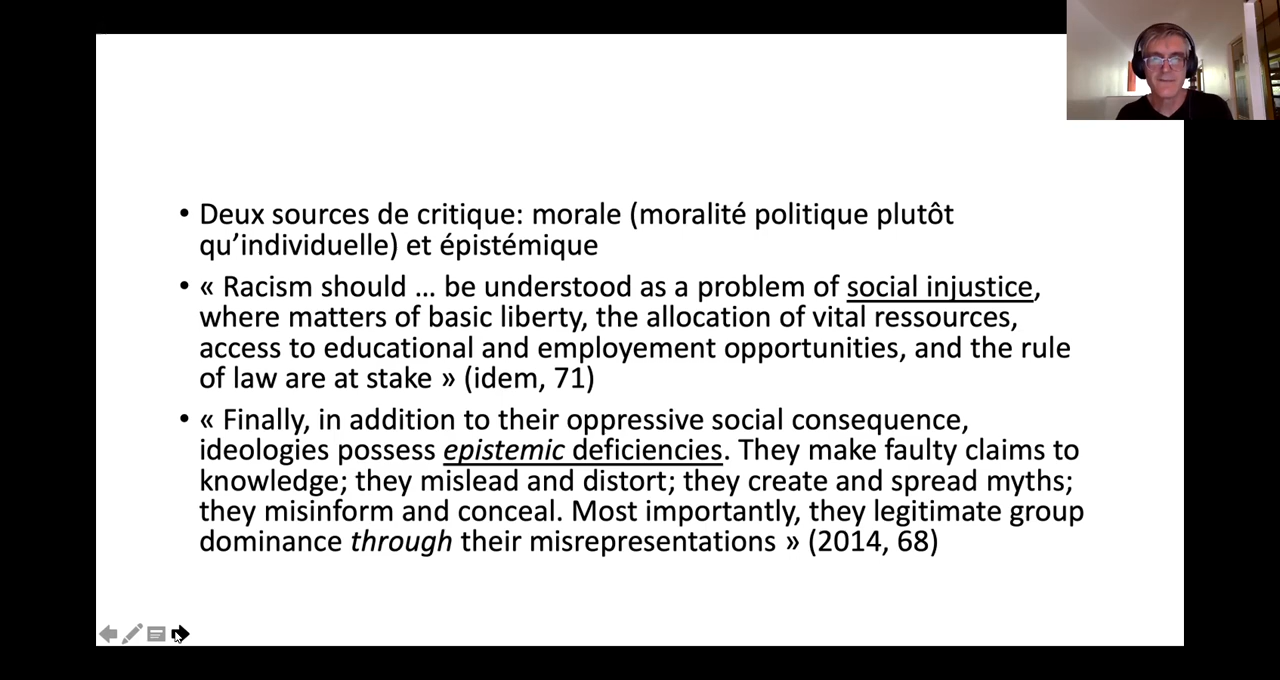 • Deux sources de critique: morale (moralité politique plutôt
qu’individuelle) et épistémique
• « Racism should ... be understood as a problem of social injustice,
where matters of basic liberty, the allocation of vital ressources,
access to educational and employement opportunities, and the rule
of law are at stake » (idem, 71)
• « Finally, in addition to their oppressive social consequence,
ideologies possess epistemic deficiencies. They make faulty claims to
knowledge; they mislead and distort; they create and spread myths;
they misinform and conceal. Most importantly, they legitimate group
dominance through their misrepresentations » (2014, 68)